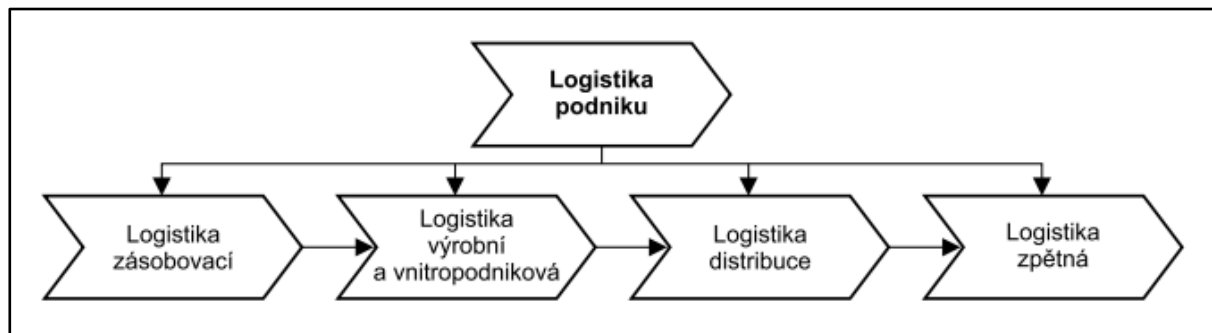 Logistika
podniku
Logistika
zásobovací
Logistika
výrobní
a vnitropodniková
Logistika
distribuce
Logistika
zpětná